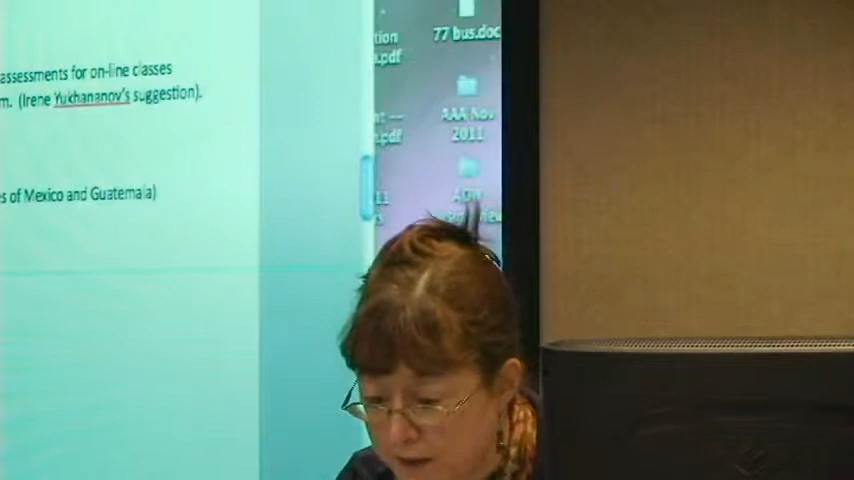 assessments for on-line classes
m. (Irene Yukhananov's suggestion).
es of Mexico and Guatemala)
tion
s.pdf
.pdf
11
77 bus.doc
AAA Nov
2011